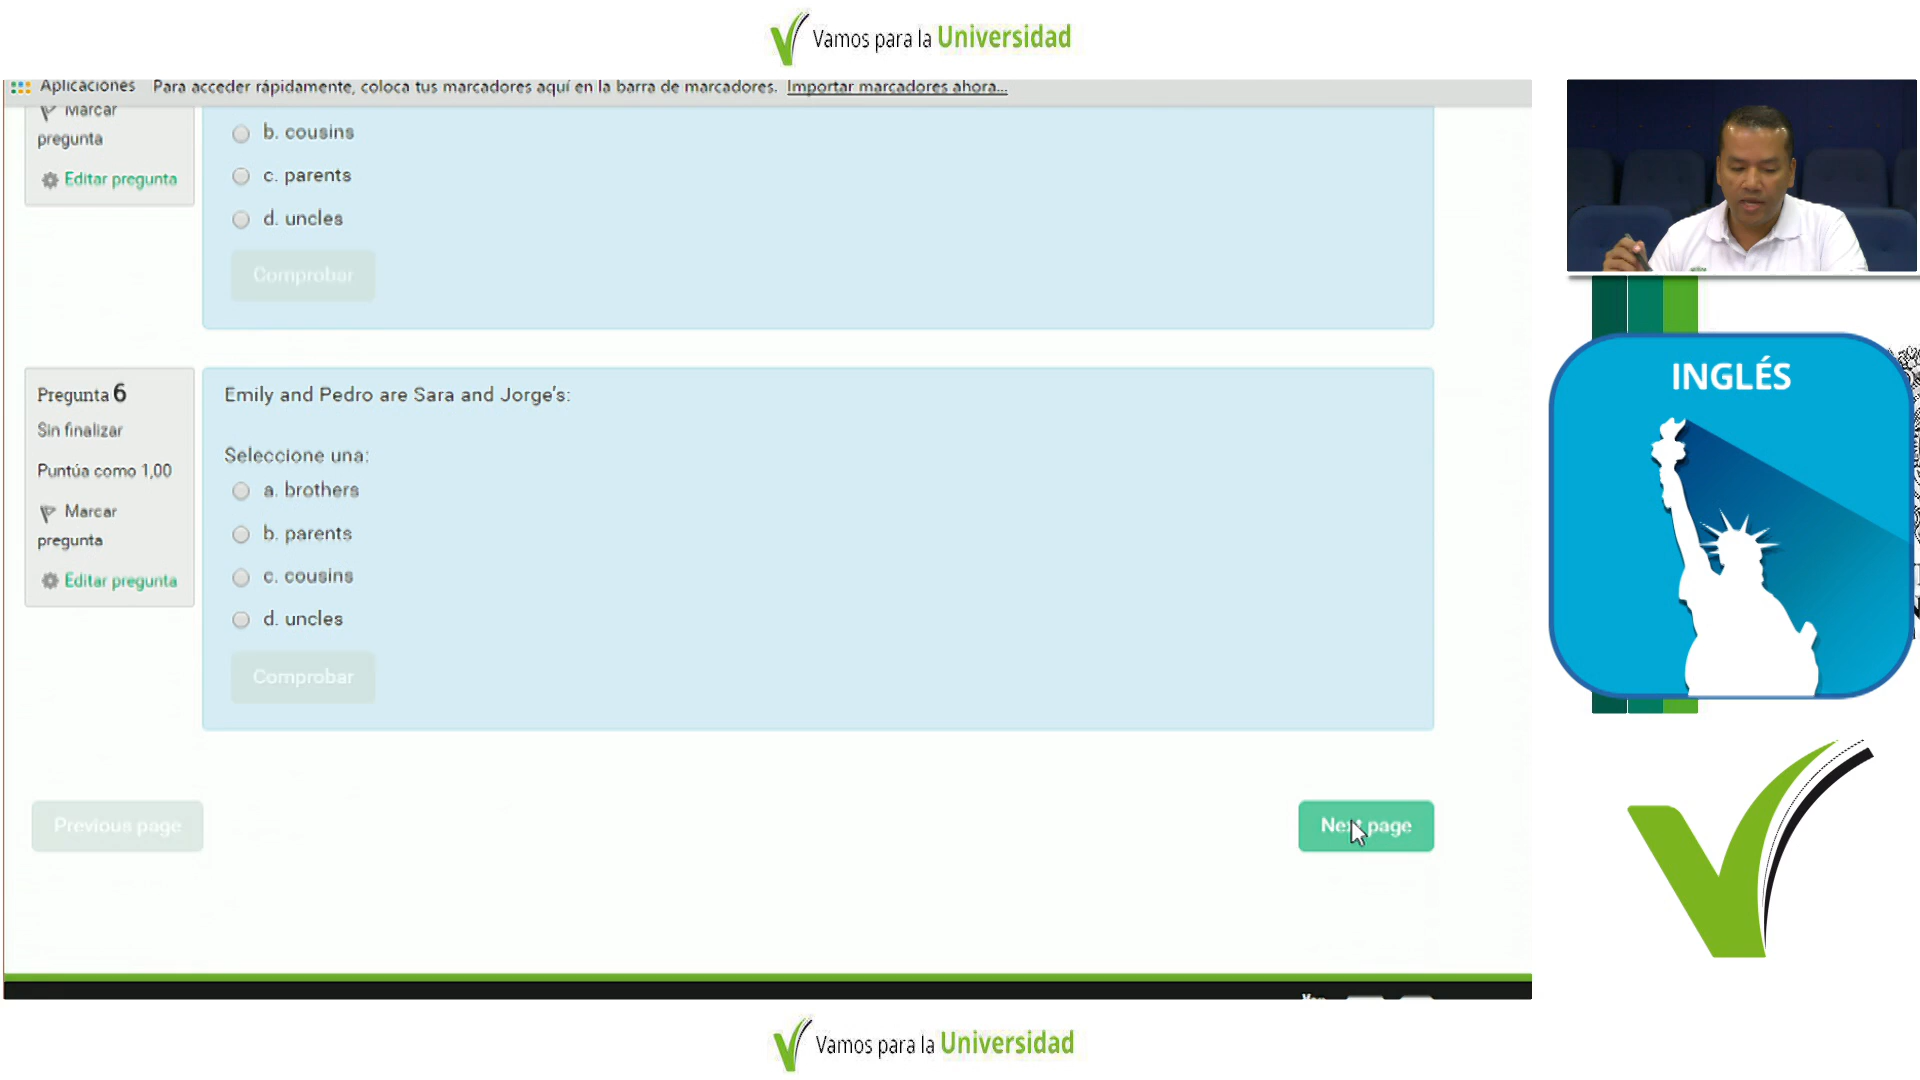 Vamos para la Universidad
Aplicaciones Para acceder rápidamente, coloca tus marcadores aquí en la barra de marcadores. Importar marcadores ahora...
Marcar
pregunta
Editar pregunta
b. cousins
c. parents
d. uncles
Comprobar
Pregunta 6
Sin finalizar
Puntúa como 1,00
Marcar
pregunta
Editar pregunta
Emily and Pedro are Sara and Jorge's:
Seleccione una:
a. brothers
b. parents
c. cousins
d. uncles
Comprobar
Previous page
Next page
INGLÉS
Vamos para la Universidad